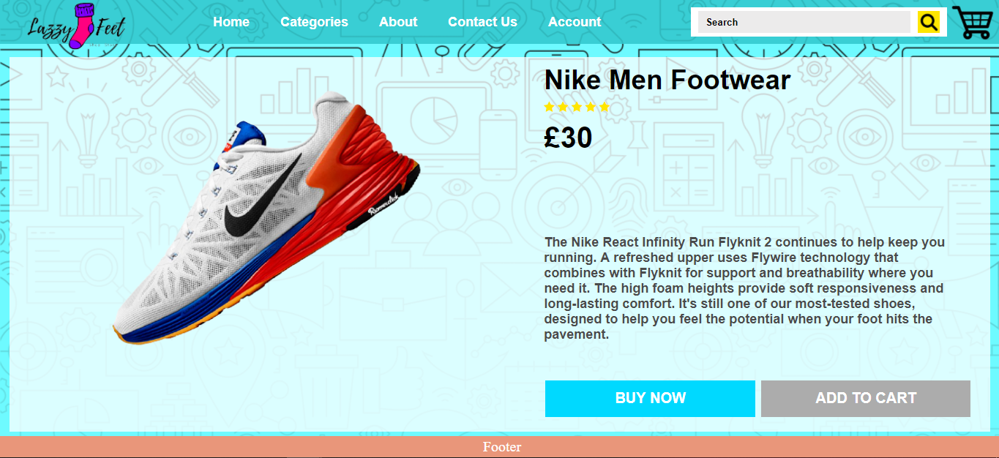 Lazzy Feet
Home Categories About Contact Us Account
Search
Nike Men Footwear
£30
The Nike React Infinity Run Flyknit 2 continues to help keep you
running. A refreshed upper uses Flywire technology that
combines with Flyknit for support and breathability where you
need it. The high foam heights provide soft responsiveness and
long-lasting comfort. It's still one of our most-tested shoes,
designed to help you feel the potential when your foot hits the
pavement.
BUY NOW ADD TO CART
Footer